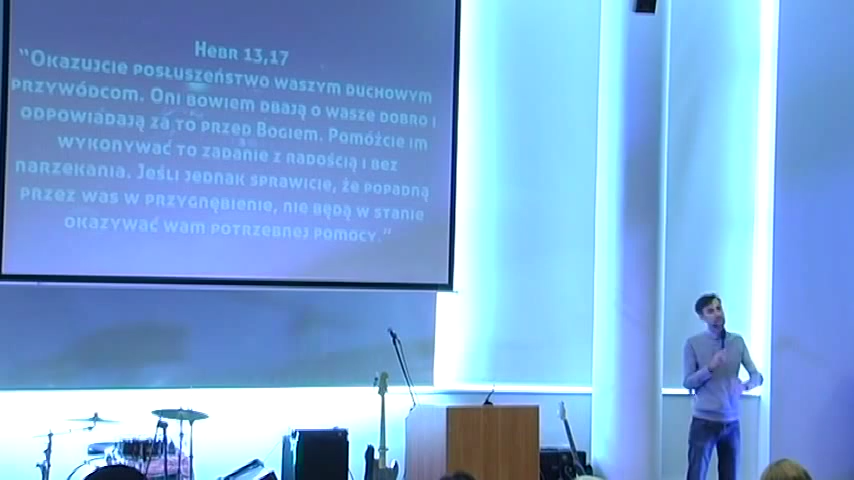 Hebr 13,17
"Okazujcie posłuszeństwo waszym duchowym
przywódcom. Oni bowiem dbają o wasze dobro i
odpowiadają za to przed Bogiem. Pomóżcie im
wykonywać to zadanie z radością i bez
narzekania. Jeśli jednak sprawicie, że popadną
przez was w przygnębienie, nie będą w stanie
okazywać wam potrzebnej pomocy."